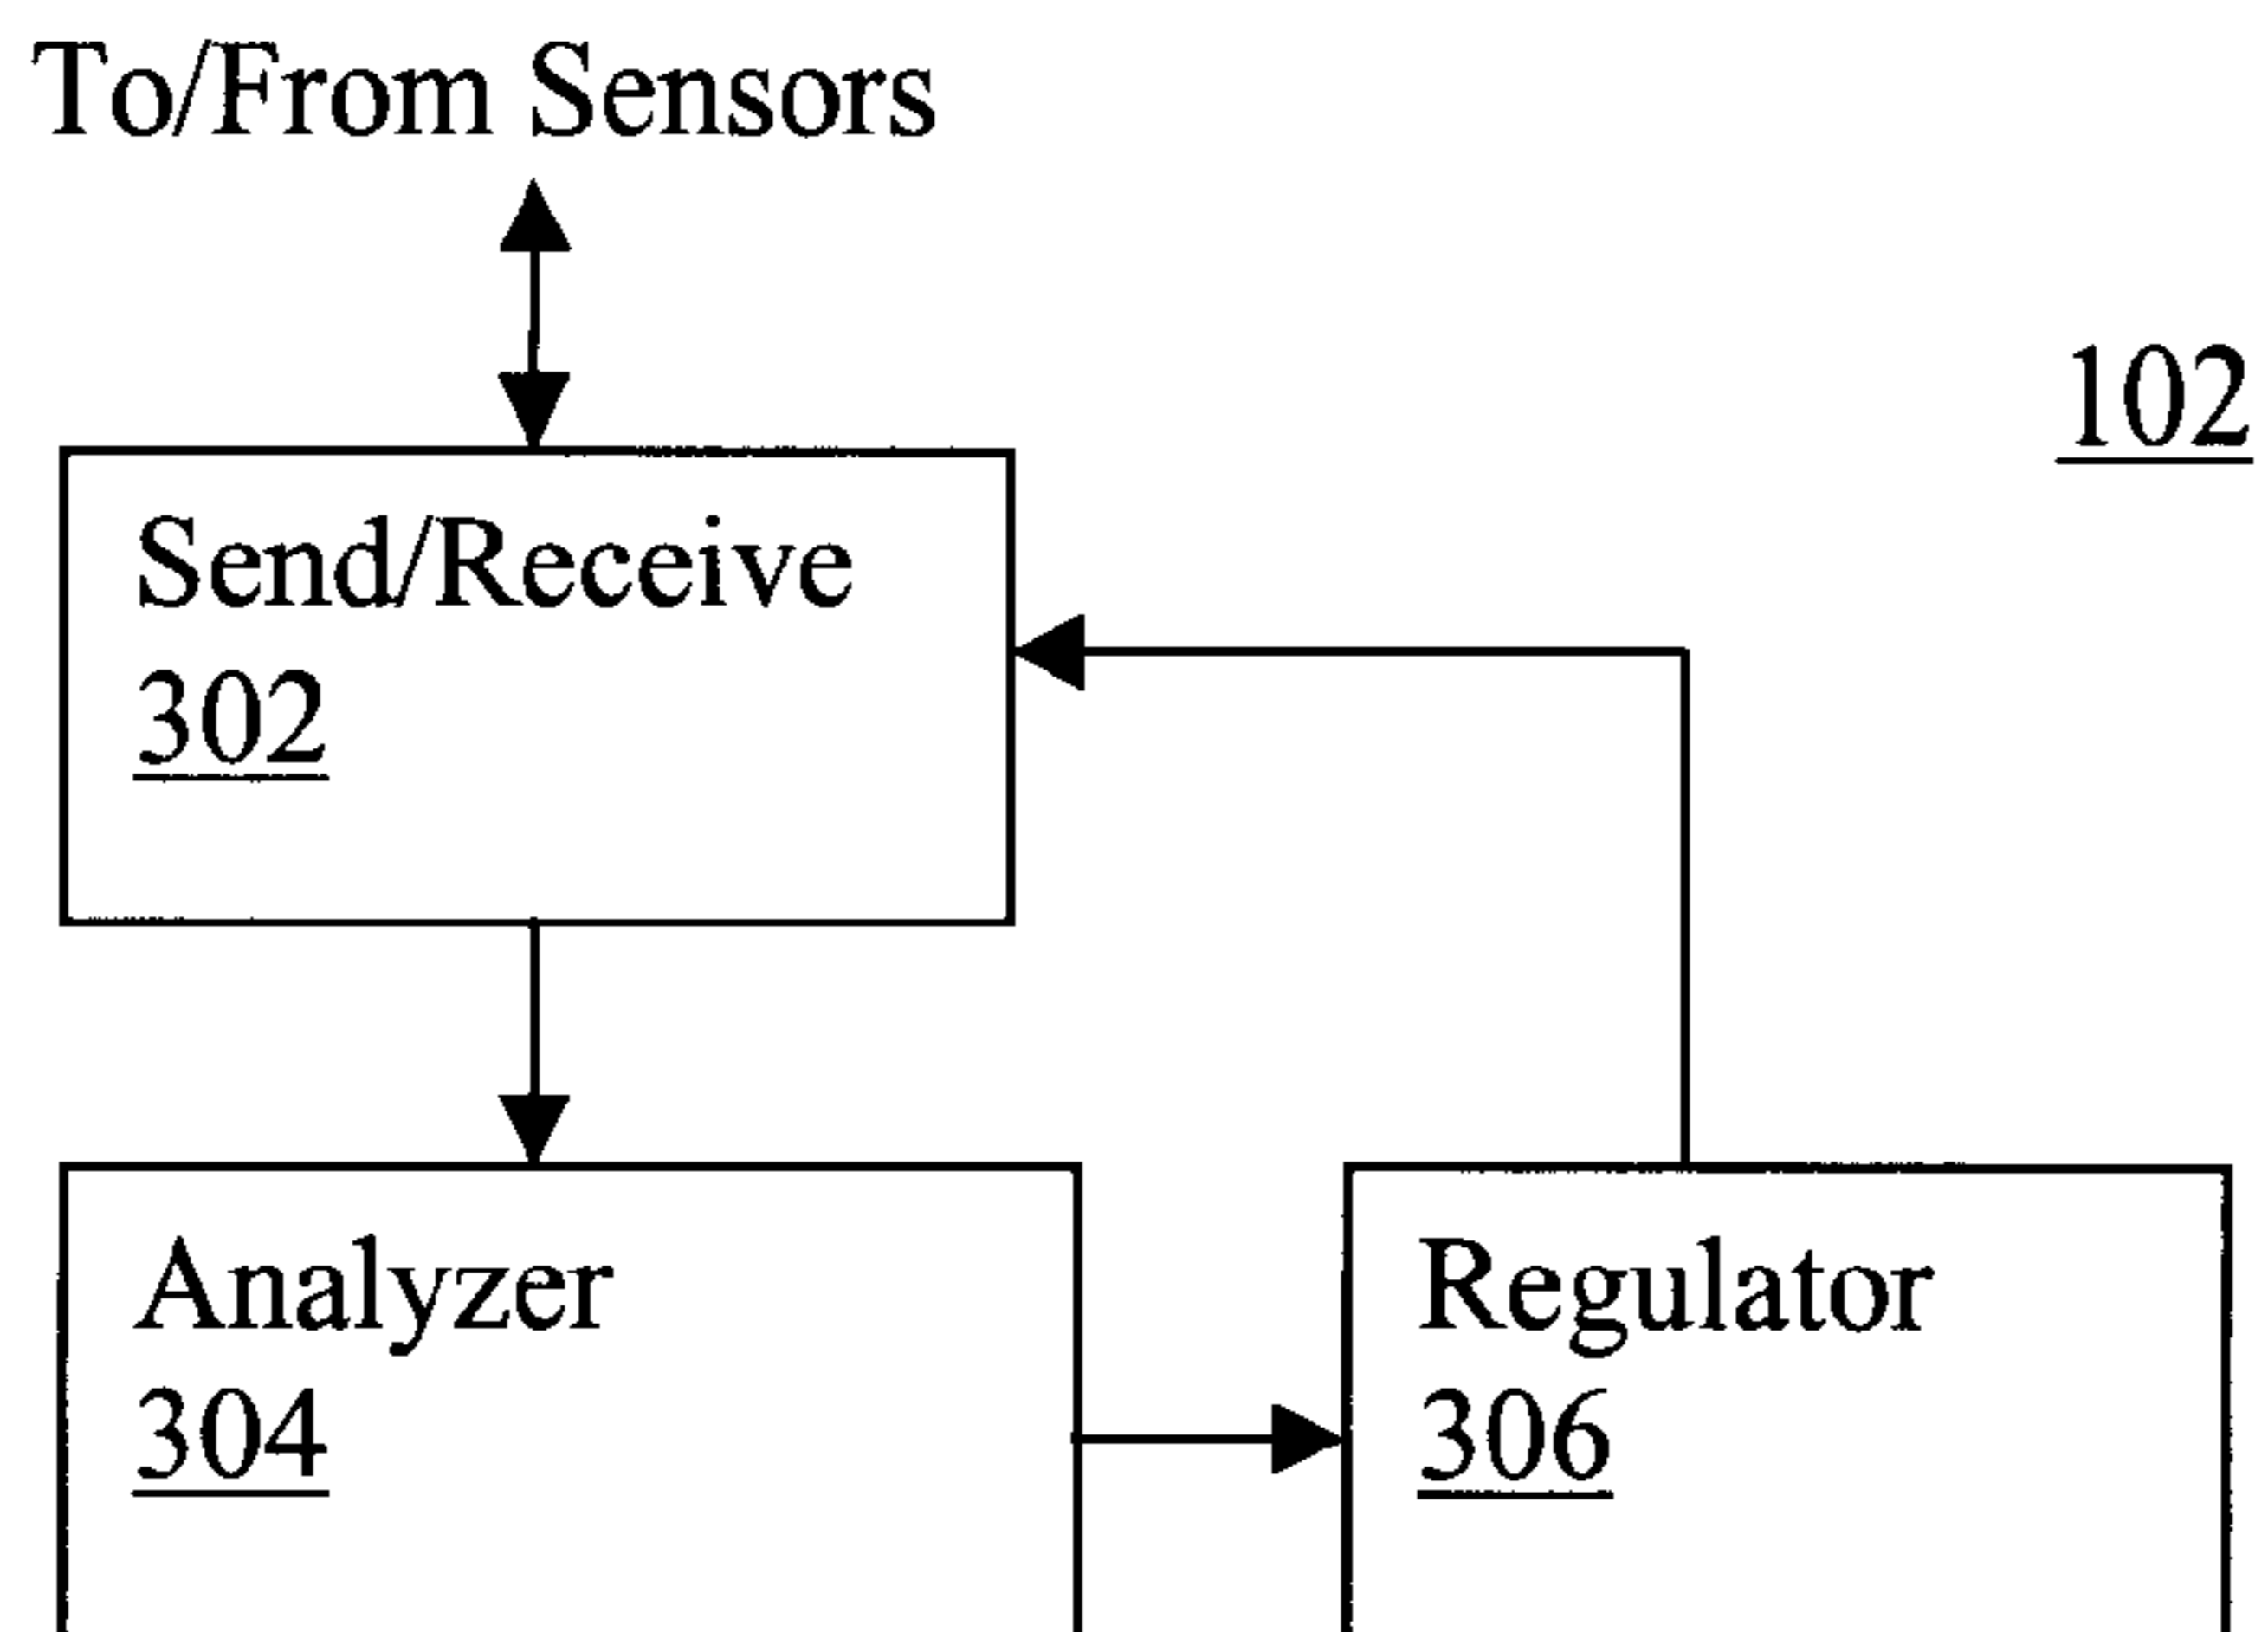 To/From Sensors
102
Send/Receive
302
Analyzer
304
Regulator
306